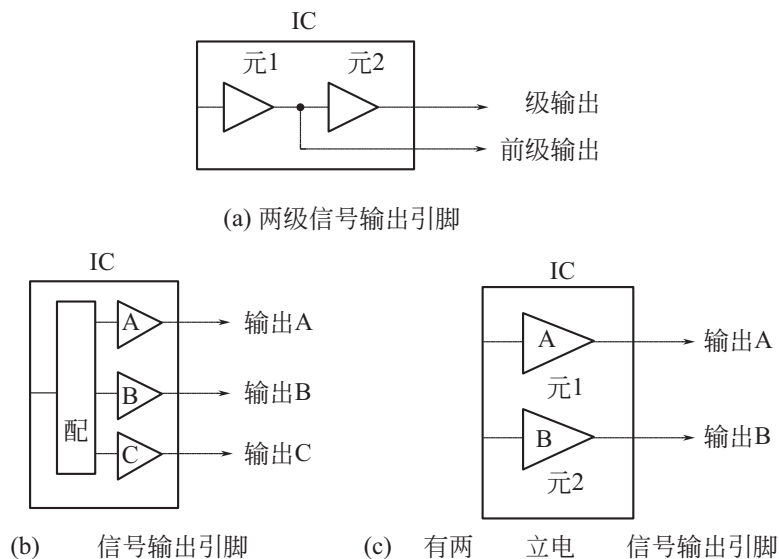 IC
元1 元2
级输出
前级输出
(a) 两级信号输出引脚
IC
A 输出A
B 输出B
配
C 输出C
(b) 信号输出引脚
IC
A 输出A
元1
B 输出B
元2
(c) 有两 立电 信号输出引脚